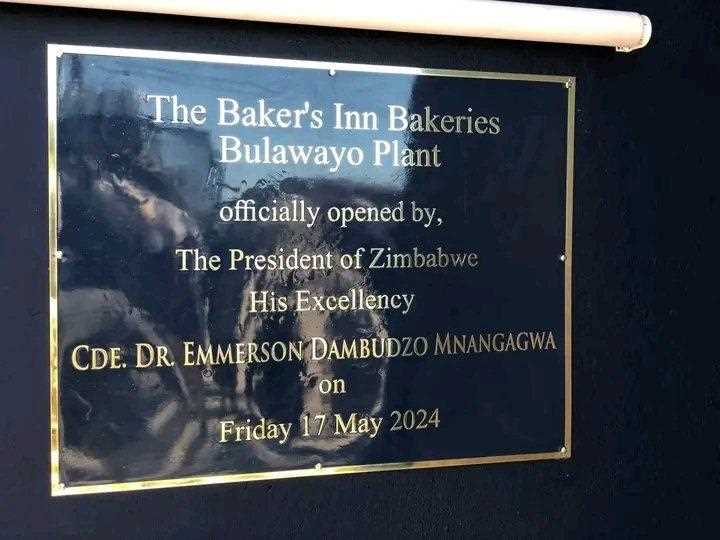 The Baker's Inn Bakeries
Bulawayo Plant
officially opened by,
The President of Zimbabwe
His Excellency
CDE. DR. EMMERSON DAMBUDZO MNANGAGWA
on
Friday 17 May 2024